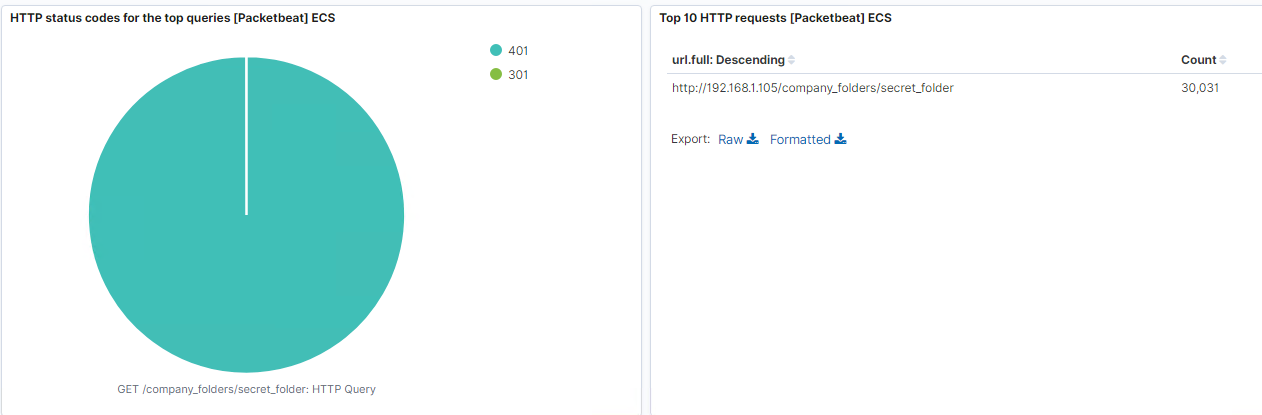 HTTP status codes for the top queries [Packetbeat] ECS
401
301
GET /company_folders/secret_folder: HTTP Query
Top 10 HTTP requests [Packetbeat] ECS
url.full: Descending Count
http://192.168.1.105/company_folders/secret_folder 30,031
Export: Raw Formatted